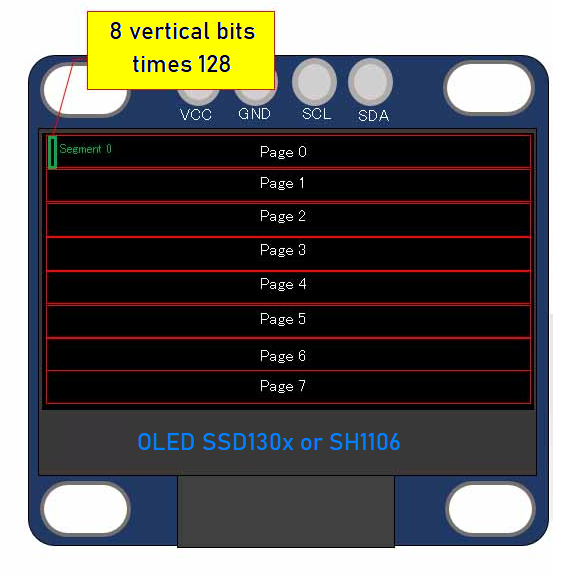 8 vertical bits
times 128
VCC GND SCL SDA
Segment 0
Page 0
Page 1
Page 2
Page 3
Page 4
Page 5
Page 6
Page 7
OLED SSD130x or SH1106